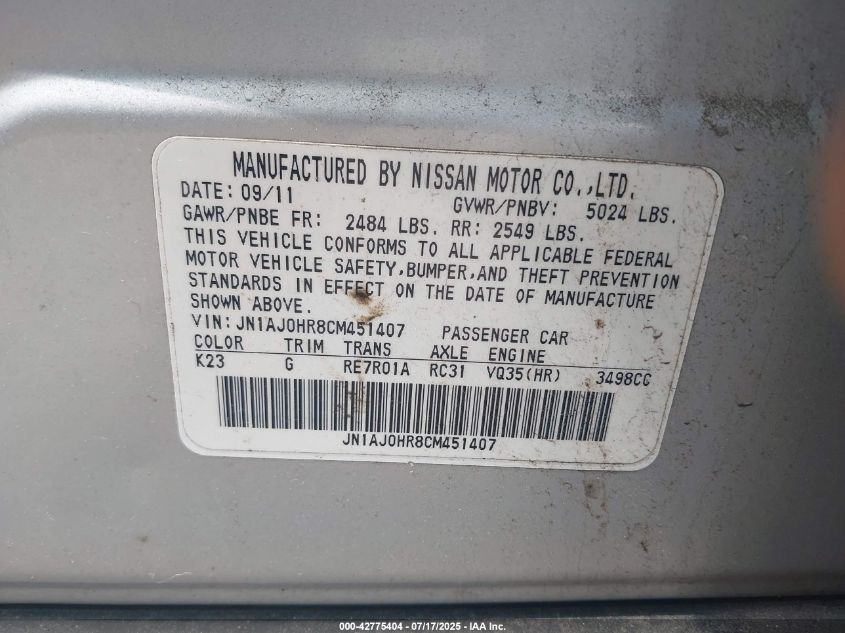 MANUFACTURED BY NISSAN MOTOR CO.,LTD.
DATE: 09/11 GVWR/PNBV: 5024 LBS.
GAWR/PNBE FR: 2484 LBS. RR: 2549 LBS.
THIS VEHICLE CONFORMS TO ALL APPLICABLE FEDERAL
MOTOR VEHICLE SAFETY,BUMPER,AND THEFT PREVENTION
STANDARDS IN EFFECT ON THE DATE OF MANUFACTURE
SHOWN ABOVE.
VIN: JN1AJ0HR8CM451407 PASSENGER CAR
COLOR TRIM TRANS AXLE ENGINE
K23 G RE7R01A RC31 VQ35(HR) 3498CC
JN1AJ0HR8CM451407
000-42775404 - 07/17/2025 - IAA Inc.